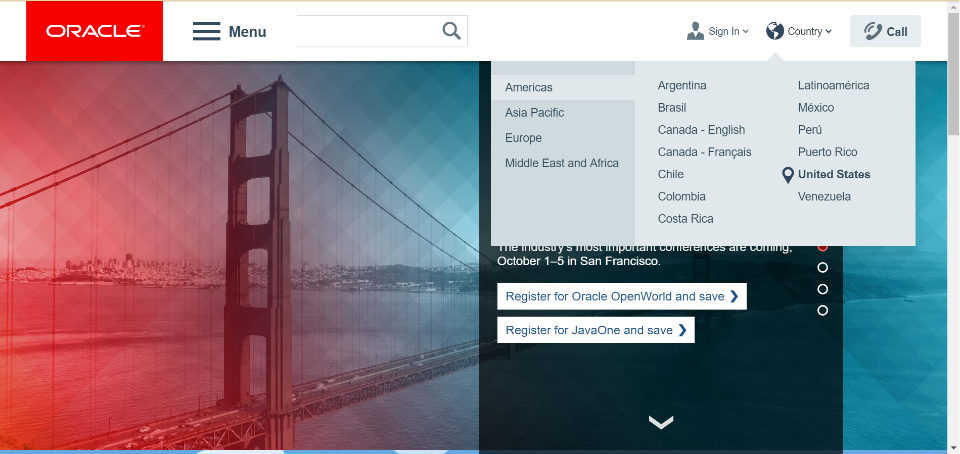 ORACLE
Menu
Sign In
Country
Call
Americas
Asia Pacific
Europe
Middle East and Africa
Argentina
Brasil
Canada - English
Canada - Français
Chile
Colombia
Costa Rica
Latinoamérica
México
Perú
Puerto Rico
United States
Venezuela
The industry's most important conferences are coming,
October 1–5 in San Francisco.
Register for Oracle OpenWorld and save
Register for JavaOne and save